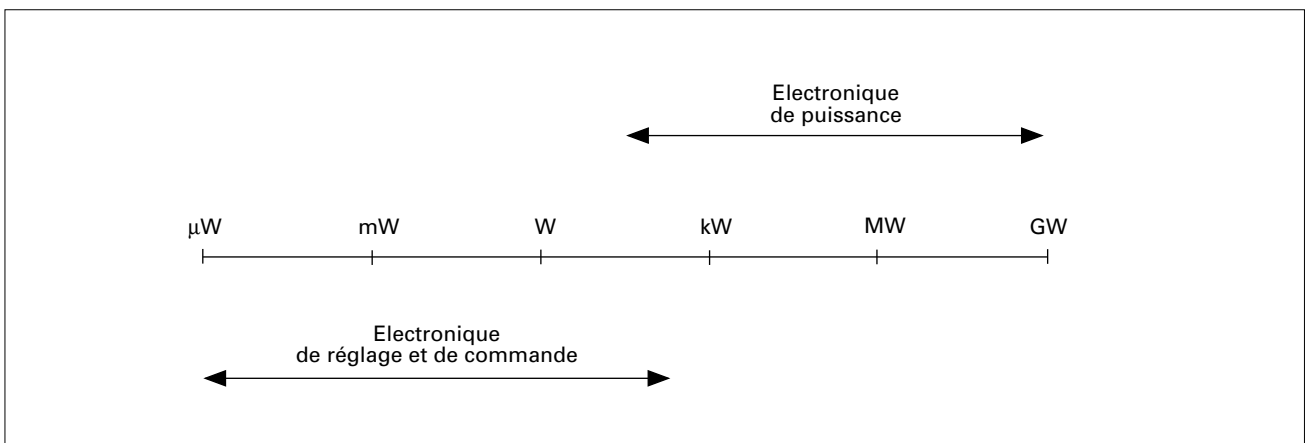 Electronique
de puissance
μW mW W kW MW GW
Electronique
de réglage et de commande